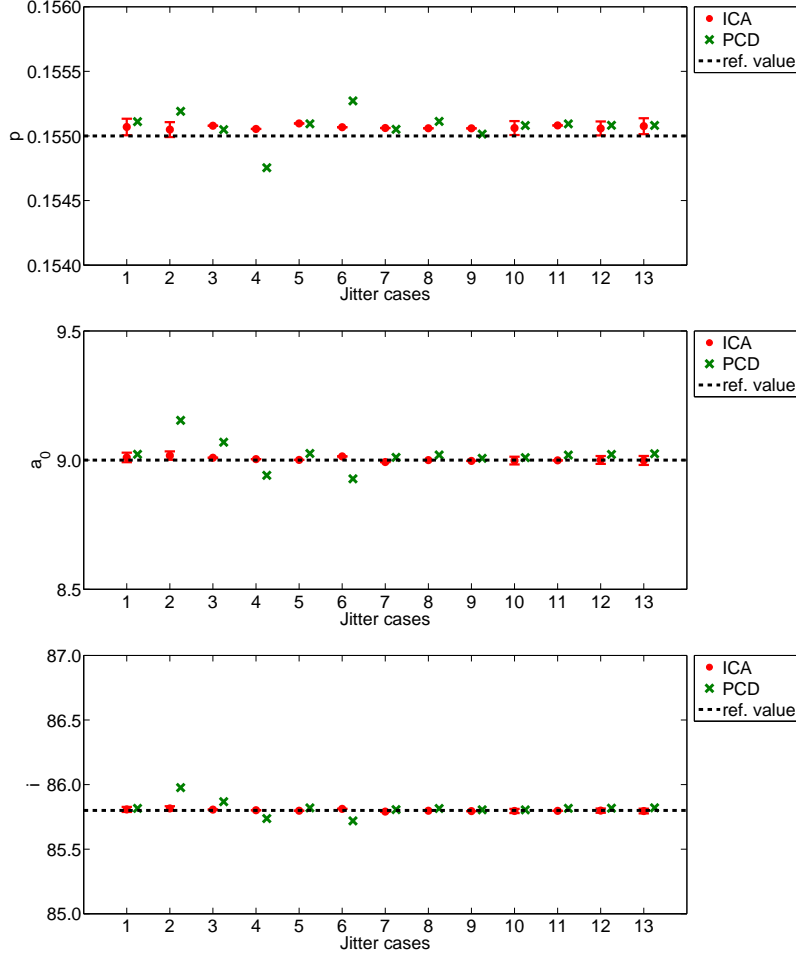 0.1560
0.1555
0.1550
0.1545
0.1540
p
1 2 3 4 5 6 7 8 9 10 11 12 13
Jitter cases
ICA
PCD
ref. value
9.5
9.0
8.5
a0
1 2 3 4 5 6 7 8 9 10 11 12 13
Jitter cases
ICA
PCD
ref. value
87.0
86.5
86.0
85.5
85.0
i
1 2 3 4 5 6 7 8 9 10 11 12 13
Jitter cases
ICA
PCD
ref. value